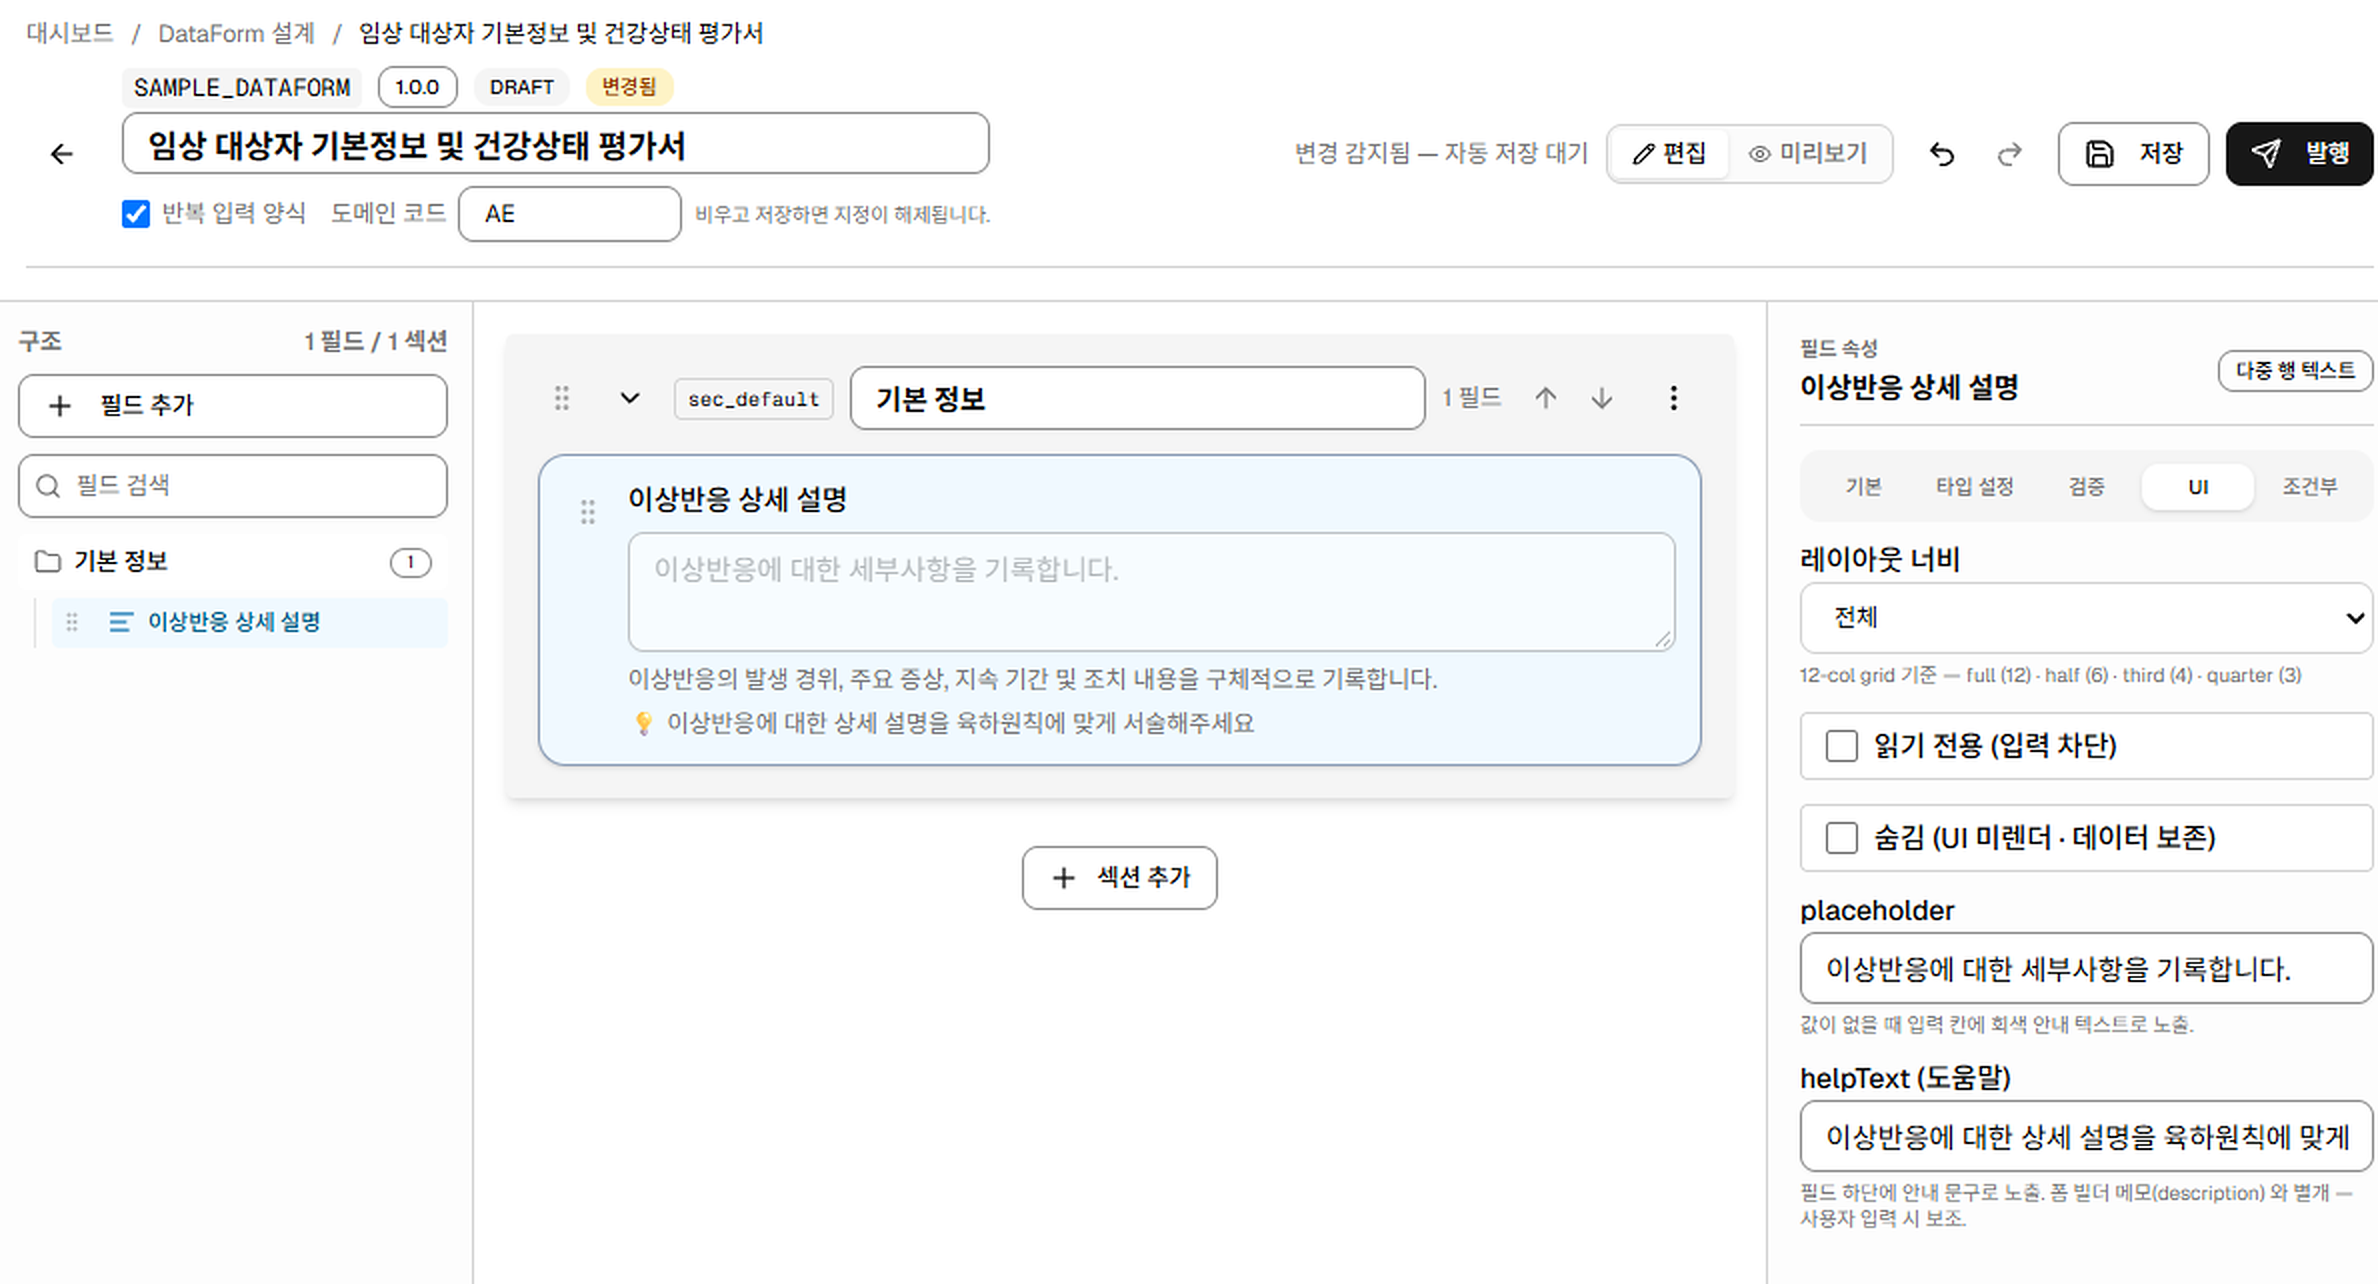 대시보드 / DataForm 설계 / 임상 대상자 기본정보 및 건강상태 평가서
SAMPLE_DATAFORM 1.0.0 DRAFT 변경됨
임상 대상자 기본정보 및 건강상태 평가서
변경 감지됨 — 자동 저장 대기 편집 미리보기 저장 발행
반복 입력 양식 도메인 코드 AE 비우고 저장하면 지정이 해제됩니다.
구조 1 필드 / 1 섹션
필드 추가
필드 검색
기본 정보 1
이상반응 상세 설명
sec_default 기본 정보 1 필드
이상반응 상세 설명
이상반응에 대한 세부사항을 기록합니다.
이상반응의 발생 경위, 주요 증상, 지속 기간 및 조치 내용을 구체적으로 기록합니다.
이상반응에 대한 상세 설명을 육하원칙에 맞게 서술해주세요
섹션 추가
필드 속성
이상반응 상세 설명 다중 행 텍스트
기본 타입 설정 검증 UI 조건부
레이아웃 너비
전체
12-col grid 기준 — full (12) · half (6) · third (4) · quarter (3)
읽기 전용 (입력 차단)
숨김 (UI 미렌더 · 데이터 보존)
placeholder
이상반응에 대한 세부사항을 기록합니다.
값이 없을 때 입력 칸에 회색 안내 텍스트로 노출.
helpText (도움말)
이상반응에 대한 상세 설명을 육하원칙에 맞게
필드 하단에 안내 문구로 노출. 폼 빌더 메모(description) 와 별개 —
사용자 입력 시 보조.